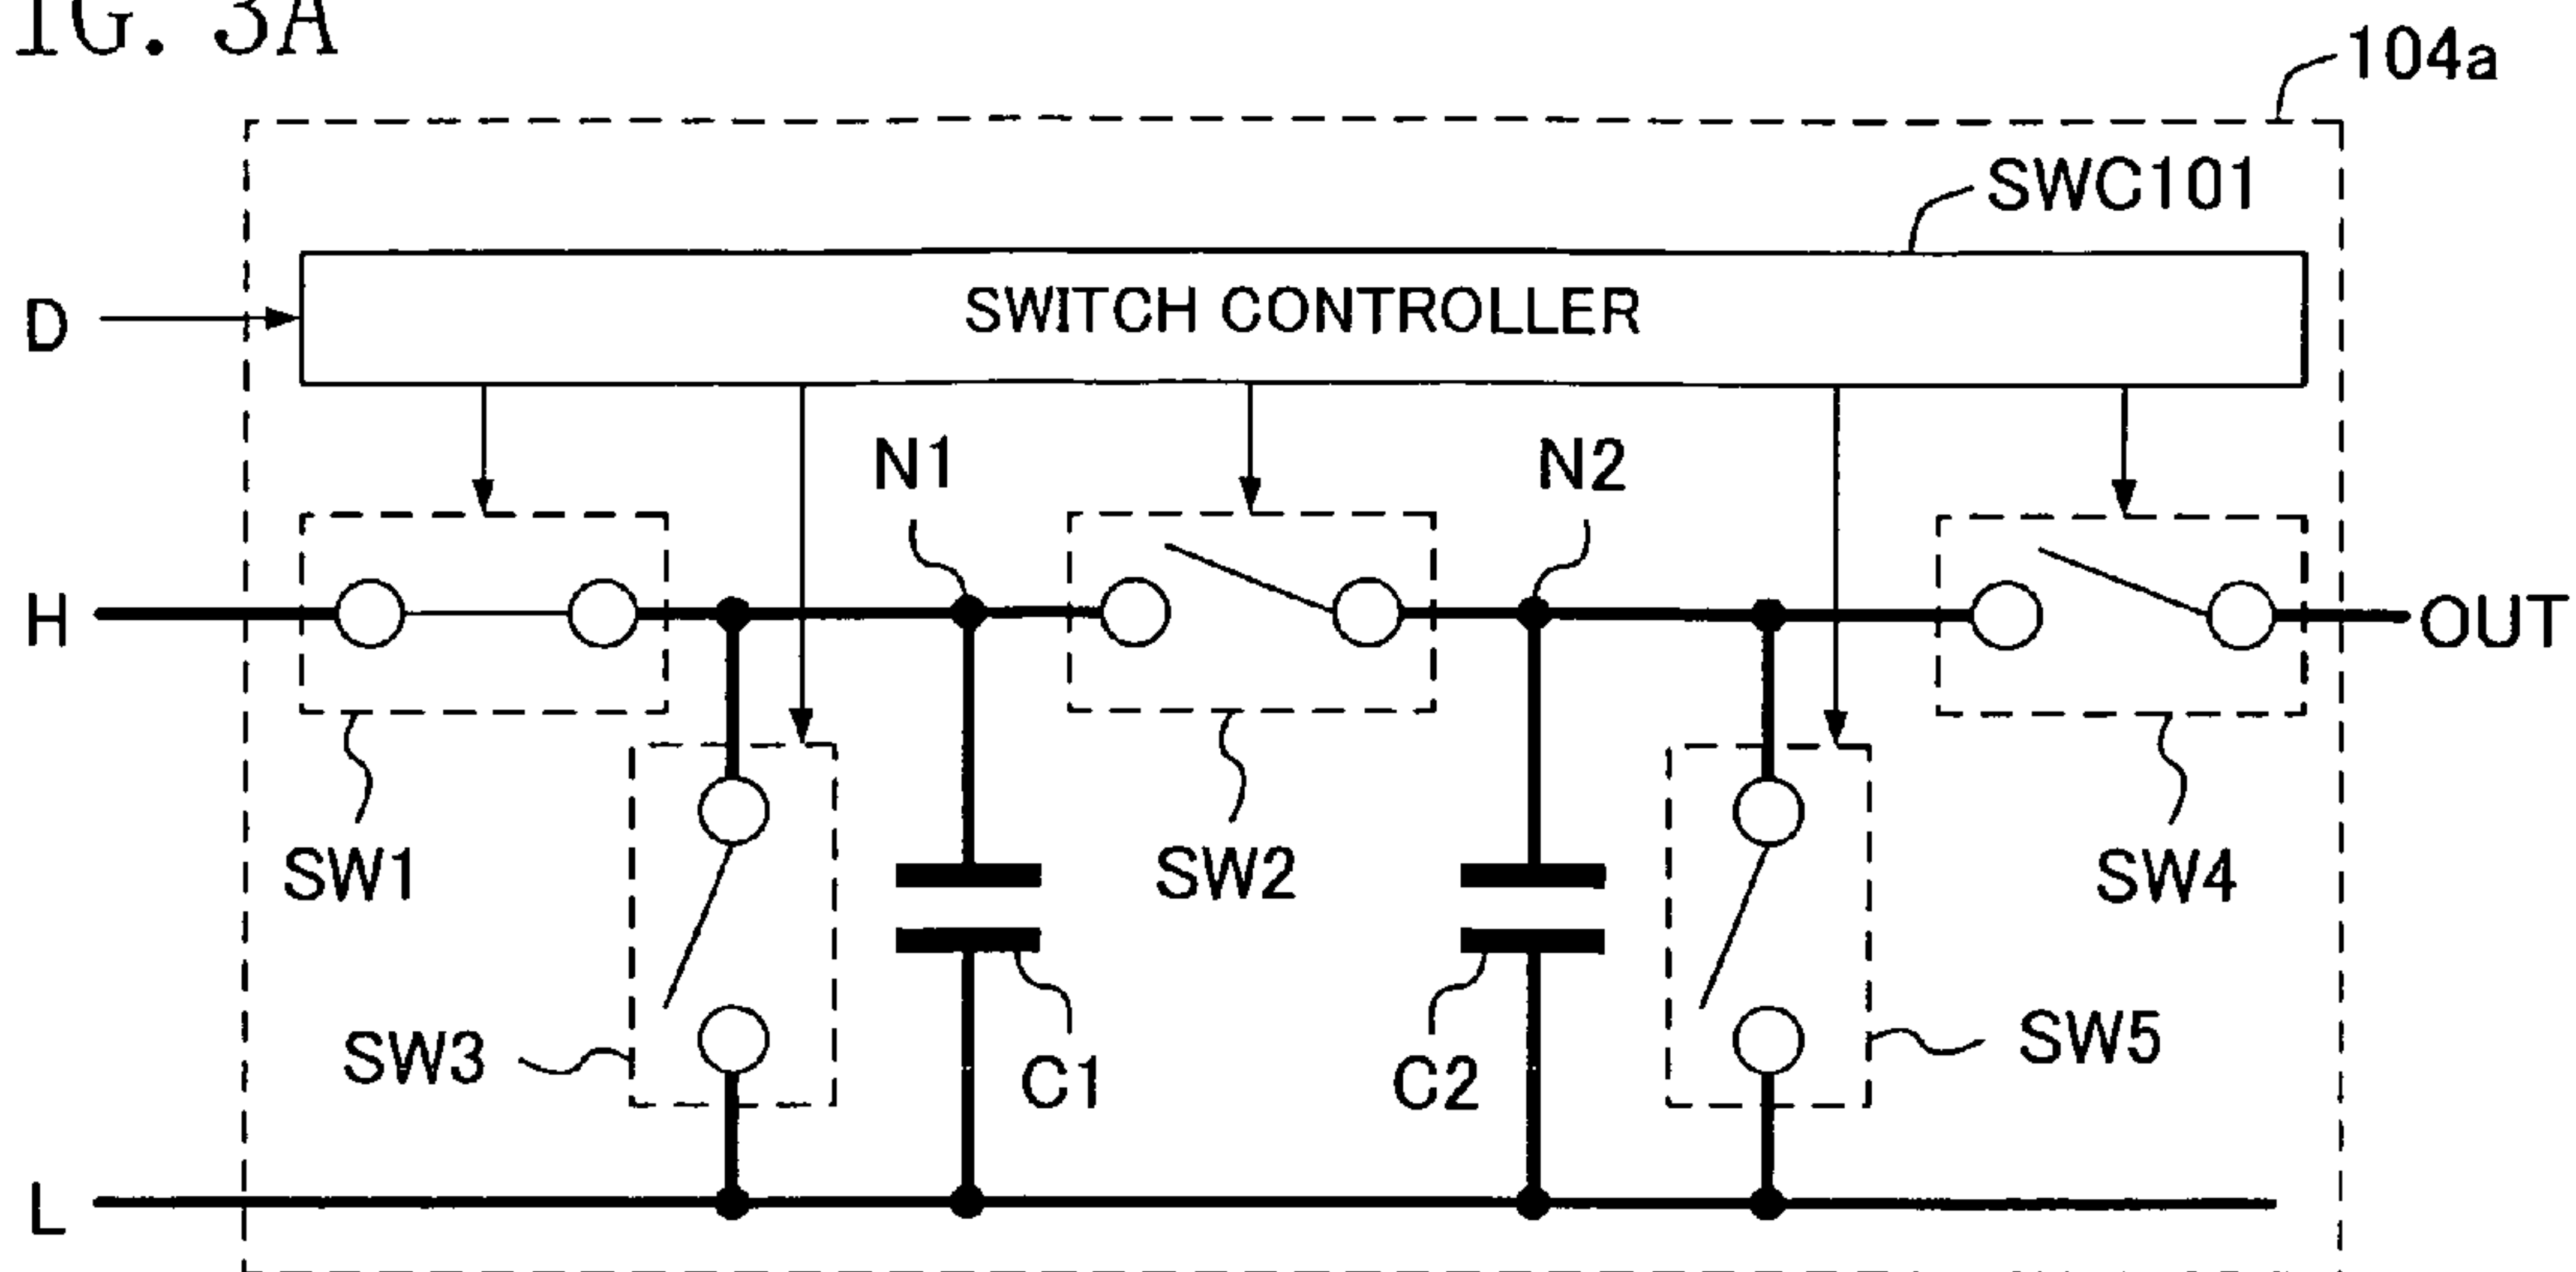 IG. 3A
104a
SWC101
D
SWITCH CONTROLLER
N1
N2
H
OUT
SW1
SW2
SW4
SW3
C1
C2
SW5
L